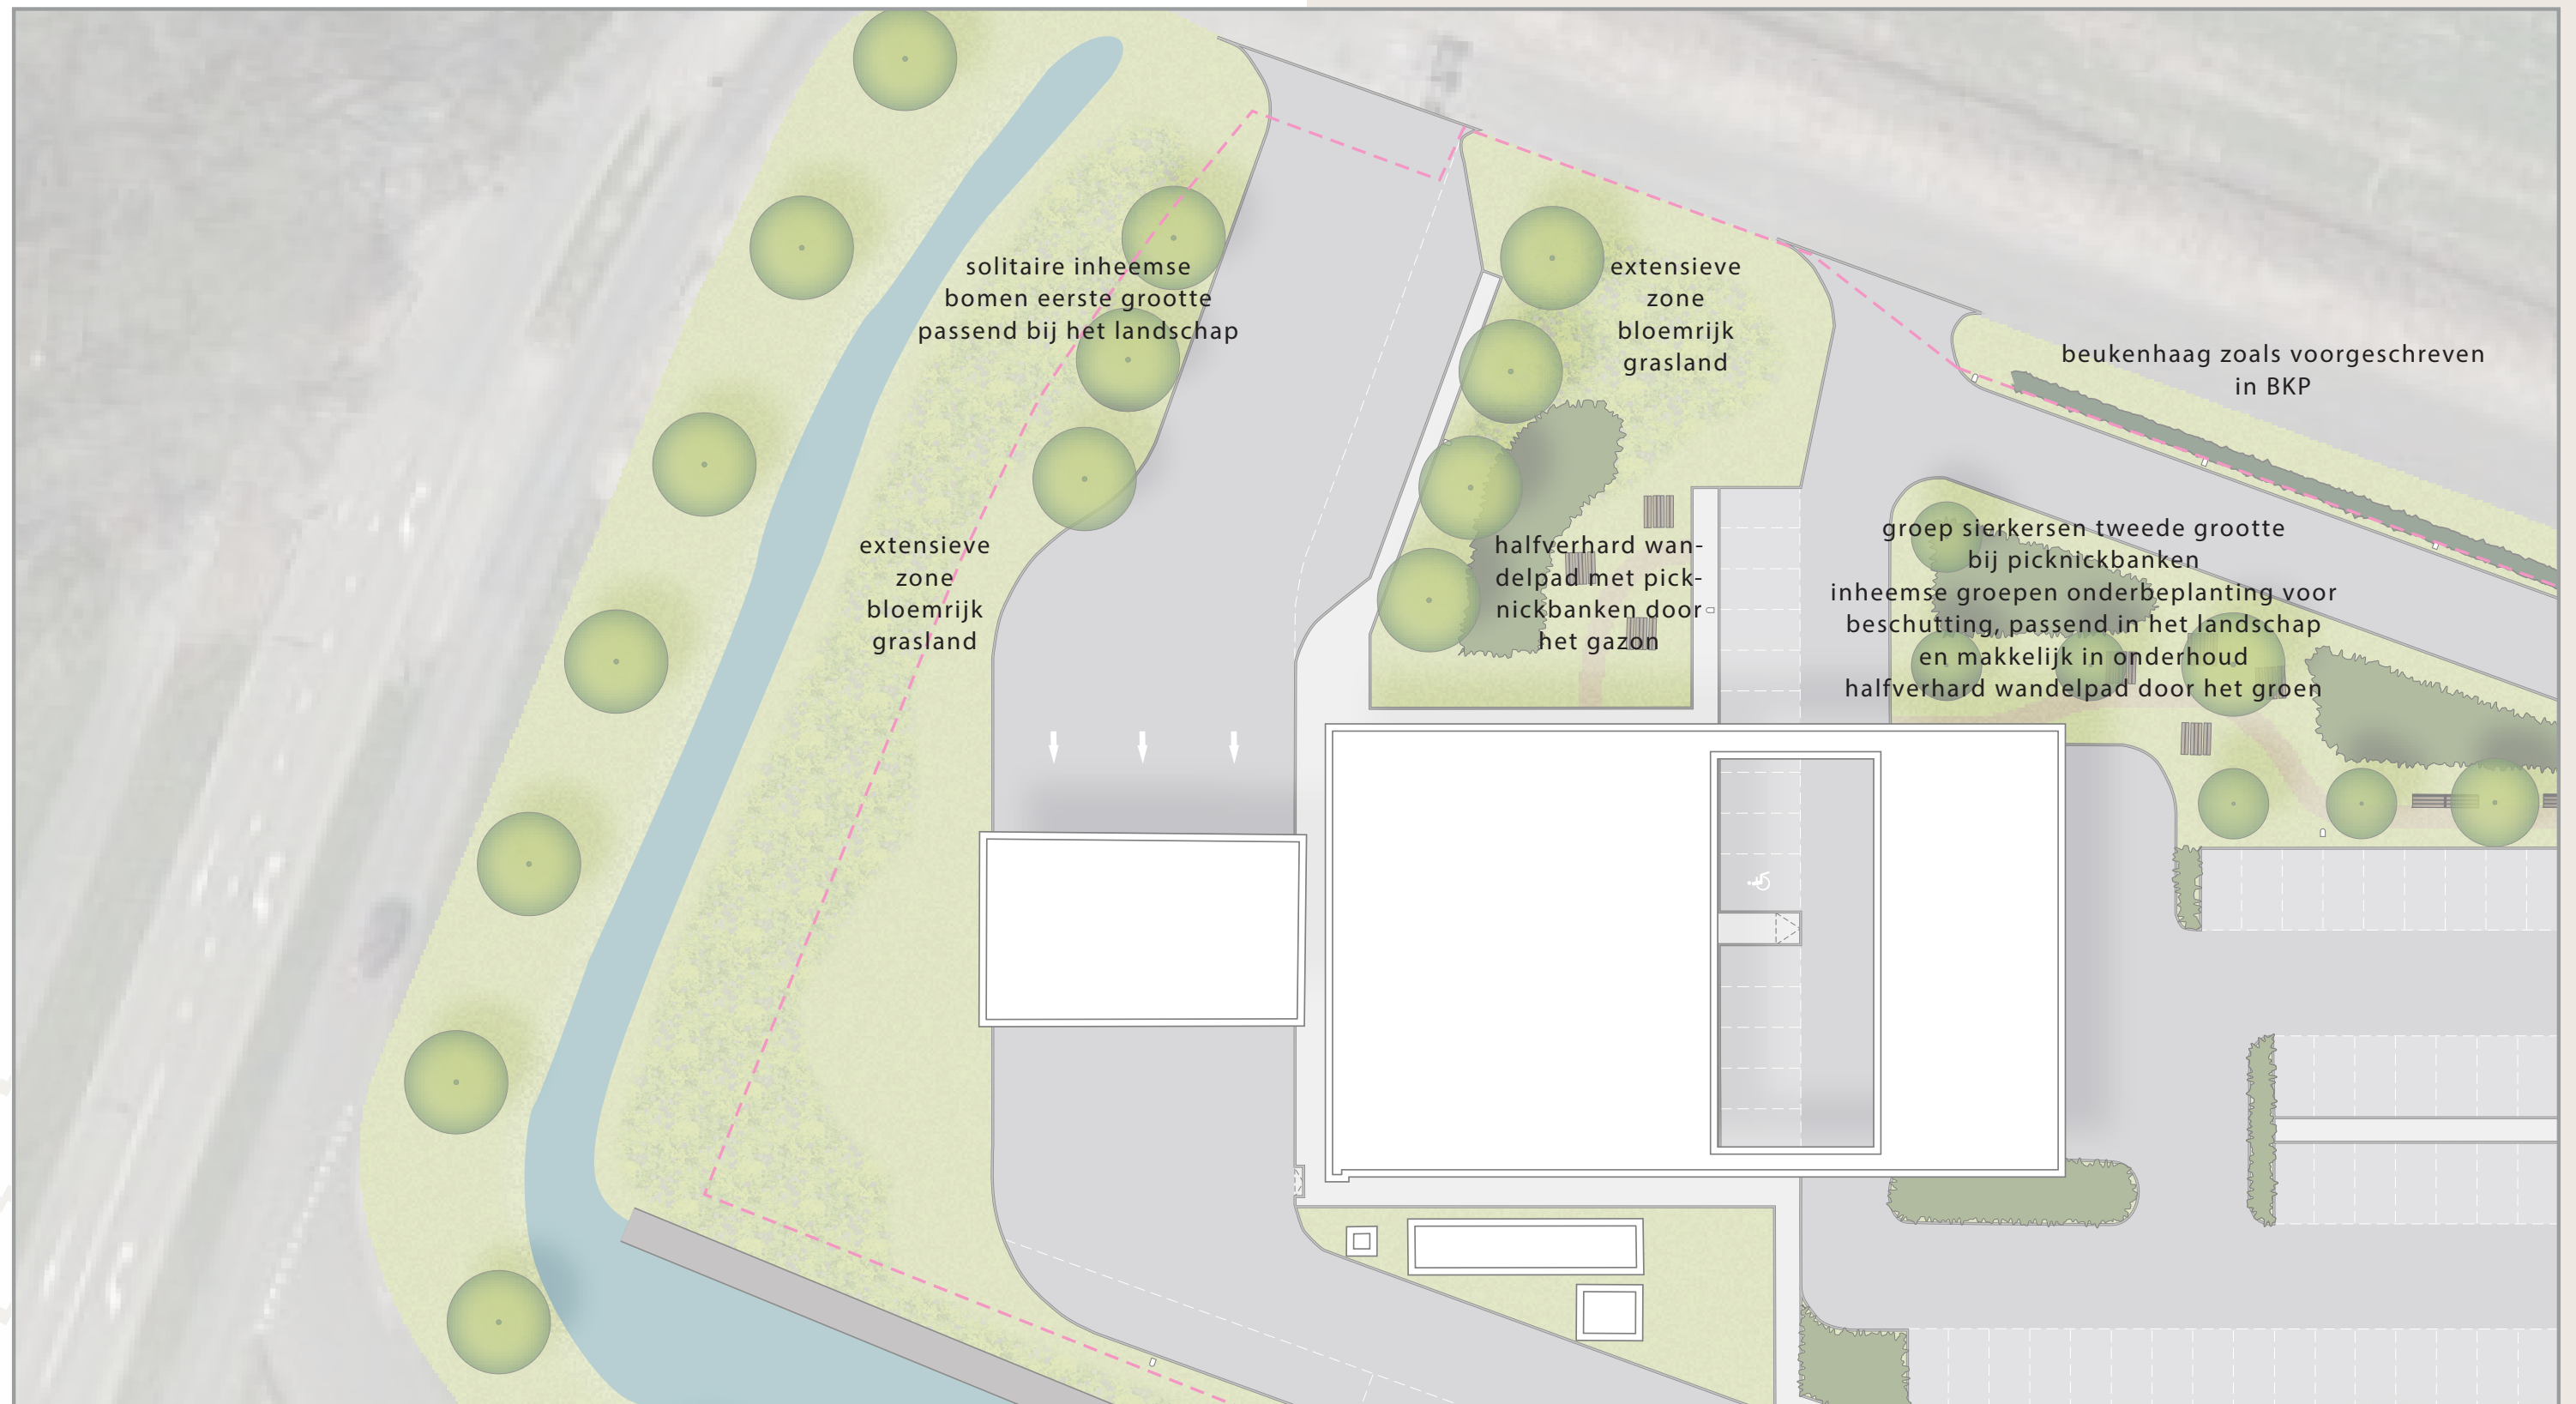 solitaire inheemse
bomen eerste grootte
passend bij het landschap
extensieve
zone
bloemrijk
grasland
beukenhaag zoals voorgeschreven
in BKP
extensieve
zone
bloemrijk
grasland
halfverhard wan-
delpad met pick-
nickbanken door
het gazon
groep sierkersen tweede grootte
bij picknickbanken
inheemse groepen onderbeplanting voor
beschutting, passend in het landschap
en makkelijk in onderhoud
halfverhard wandelpad door het groen